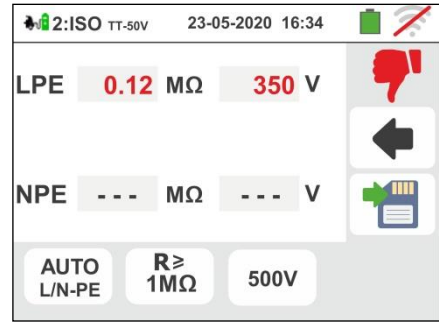 2:ISO TT-50V 23-05-2020 16:34
LPE 0.12 MΩ 350 V
NPE - - - MΩ - - - V
AUTO R≥ 500V
L/N-PE 1MΩ